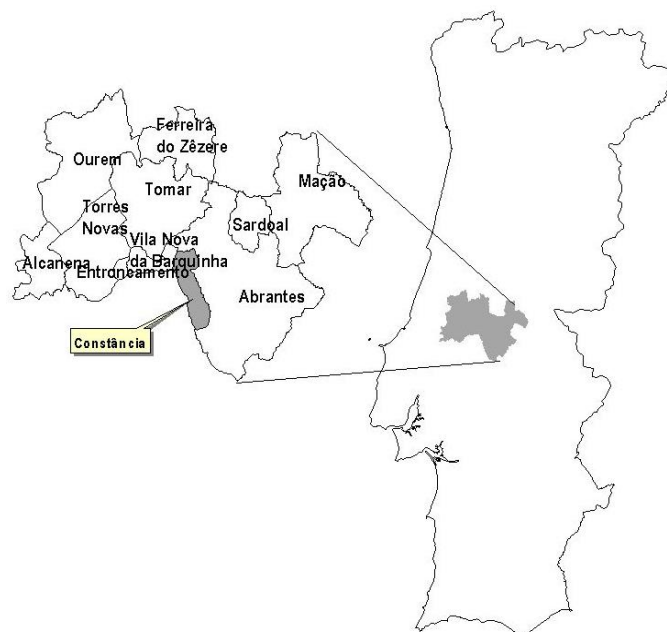 Ferreira
do Zêzere
Ourem
Mação
Tomar
Torres
Novas
Sardoal
Vila Nova
da Barquinha
Alcanena
Entroncamento
Abrantes
Constância